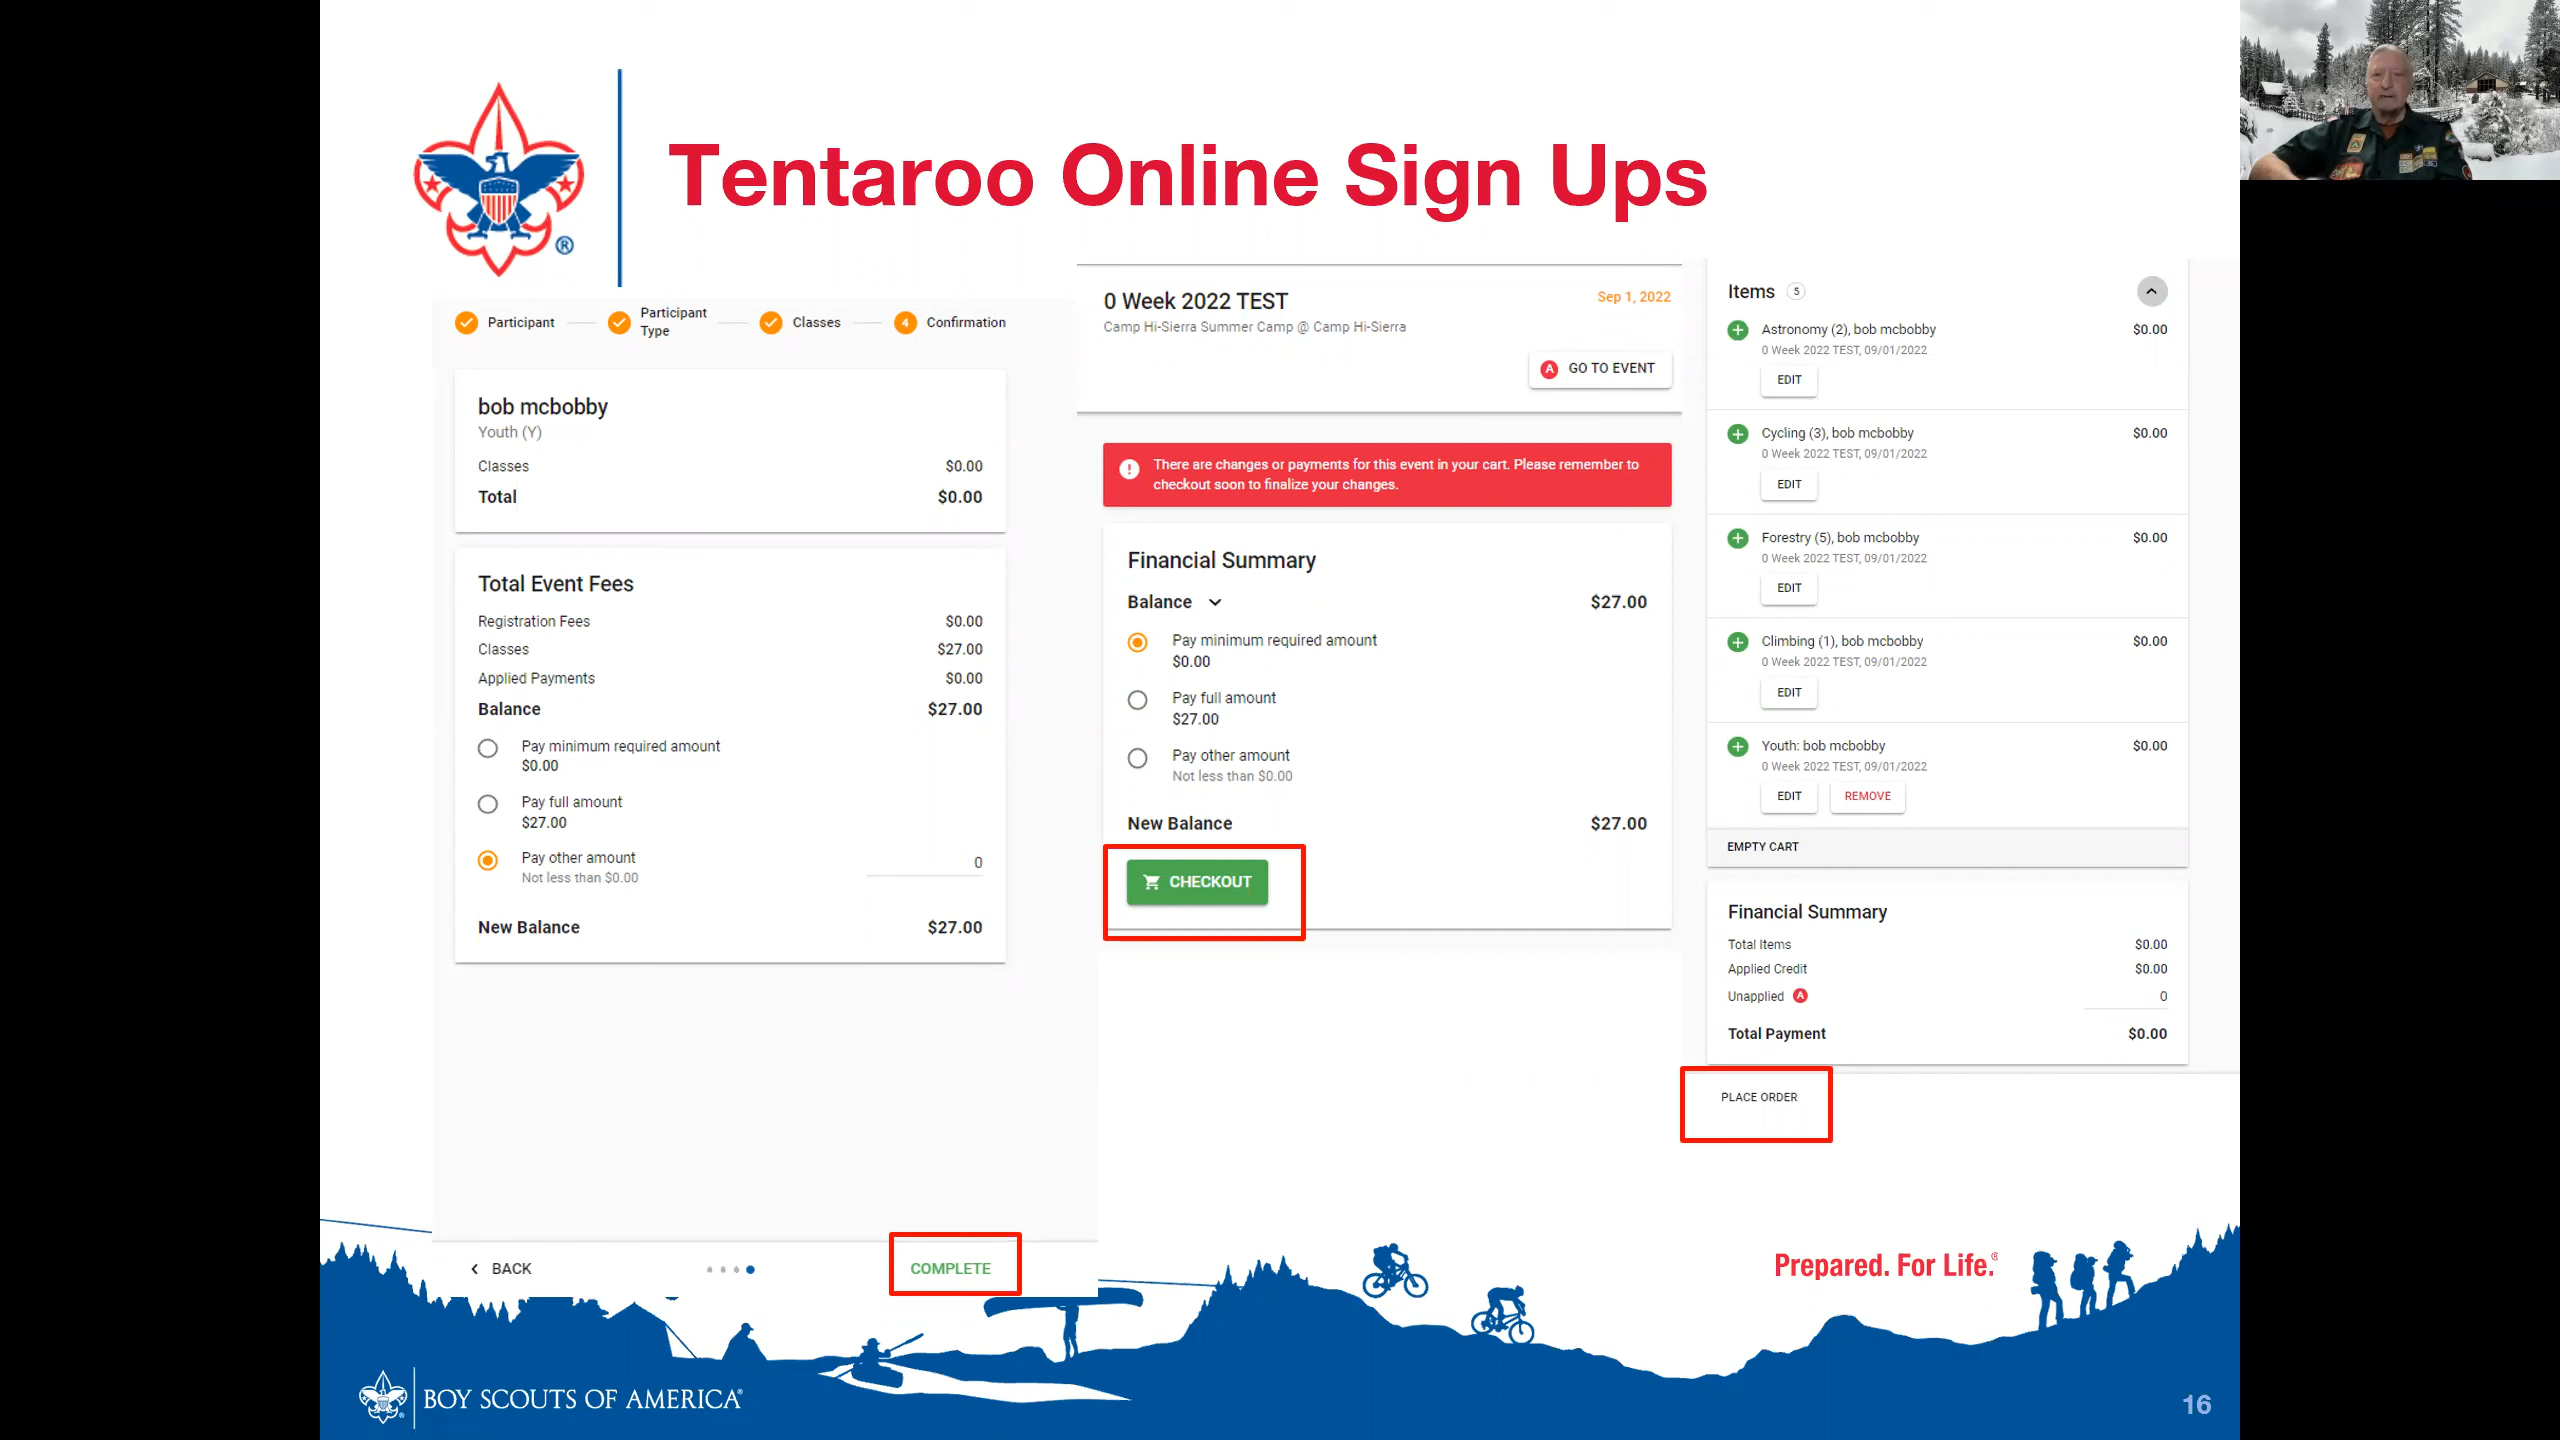 Tentaroo Online Sign Ups
Participant
Participant
Type
Classes
4
Confirmation
bob mcbobby
Youth (Y)
Classes $0.00
Total $0.00
Total Event Fees
Registration Fees $0.00
Classes $27.00
Applied Payments $0.00
Balance $27.00
Pay minimum required amount
$0.00
Pay full amount
$27.00
Pay other amount 0
Not less than $0.00
New Balance $27.00
< BACK
COMPLETE
0 Week 2022 TEST Sep 1, 2022
Camp Hi-Sierra Summer Camp @ Camp Hi-Sierra
A GO TO EVENT
! There are changes or payments for this event in your cart. Please remember to
checkout soon to finalize your changes.
Financial Summary
Balance $27.00
Pay minimum required amount
$0.00
Pay full amount
$27.00
Pay other amount
Not less than $0.00
New Balance $27.00
CHECKOUT
Items 5
Astronomy (2), bob mcbobby $0.00
0 Week 2022 TEST, 09/01/2022
EDIT
Cycling (3), bob mcbobby $0.00
0 Week 2022 TEST, 09/01/2022
EDIT
Forestry (5), bob mcbobby $0.00
0 Week 2022 TEST, 09/01/2022
EDIT
Climbing (1), bob mcbobby $0.00
0 Week 2022 TEST, 09/01/2022
EDIT
Youth: bob mcbobby $0.00
0 Week 2022 TEST, 09/01/2022
EDIT REMOVE
EMPTY CART
Financial Summary
Total Items $0.00
Applied Credit $0.00
Unapplied A 0
Total Payment $0.00
PLACE ORDER
Prepared. For Life.®
BOY SCOUTS OF AMERICA®
16